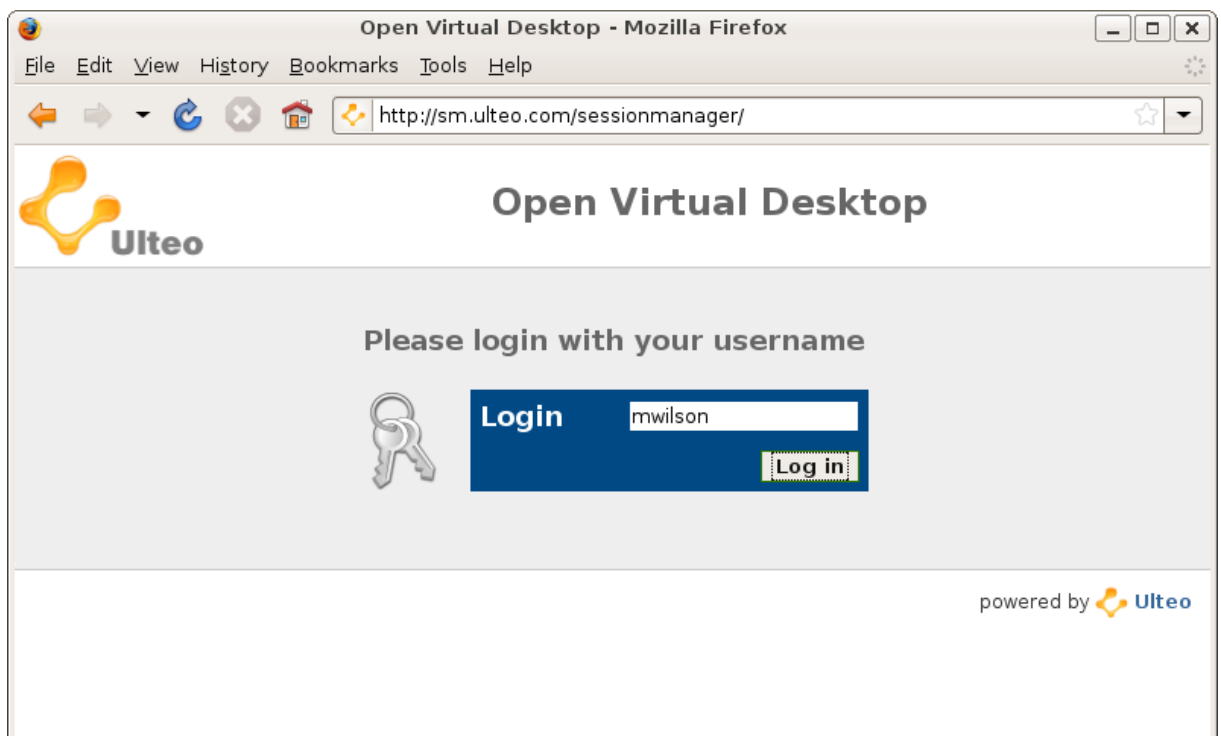 Open Virtual Desktop - Mozilla Firefox
File Edit View History Bookmarks Tools Help
http://sm.ulteo.com/sessionmanager/
Ulteo
Open Virtual Desktop
Please login with your username
Login mwilson
Log in
powered by Ulteo